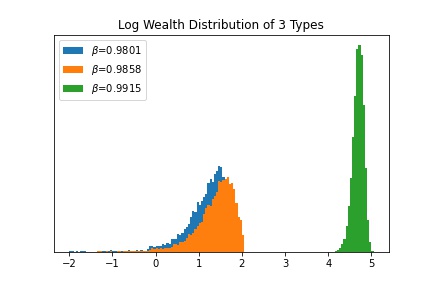 Log Wealth Distribution of 3 Types
β=0.9801
β=0.9858
β=0.9915
−2 −1 0 1 2 3 4 5